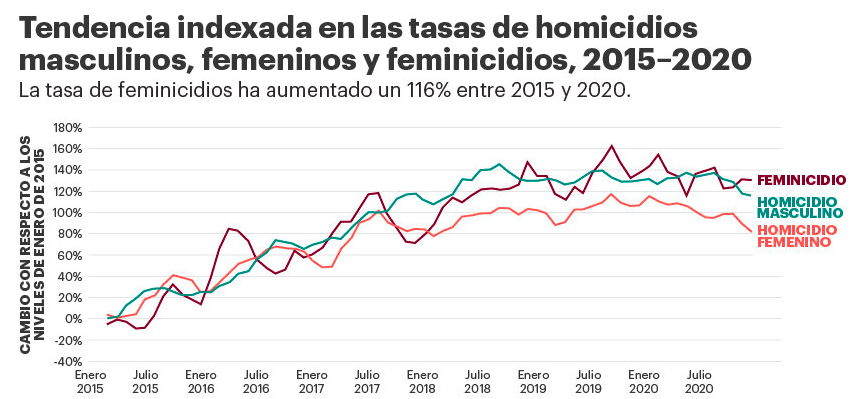 Tendencia indexada en las tasas de homicidios
masculinos, femeninos y feminicidios, 2015–2020
La tasa de feminicidios ha aumentado un 116% entre 2015 y 2020.
CAMBIO CON RESPECTO A LOS
NIVELES DE ENERO DE 2015
180%
160%
140%
120%
100%
80%
60%
40%
20%
0%
-20%
-40%
FEMINICIDIO
HOMICIDIO
MASCULINO
HOMICIDIO
FEMENINO
Enero
2015
Julio
2015
Enero
2016
Julio
2016
Enero
2017
Julio
2017
Enero
2018
Julio
2018
Enero
2019
Julio
2019
Enero
2020
Julio
2020